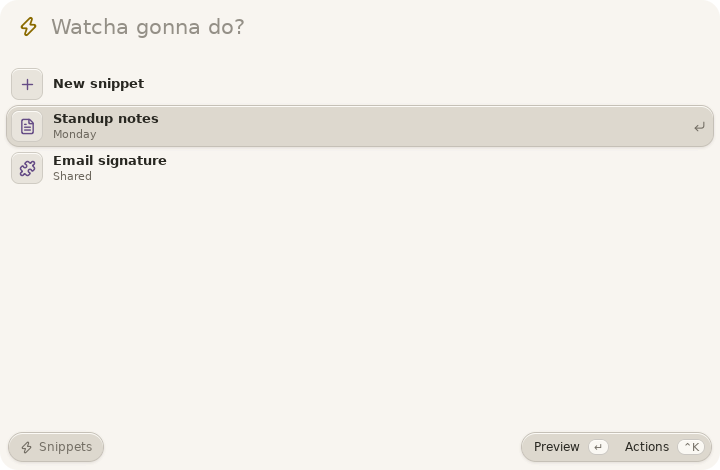 Watcha gonna do?
New snippet
Standup notes
Monday
Email signature
Shared
Snippets
Preview ↵ Actions ^K